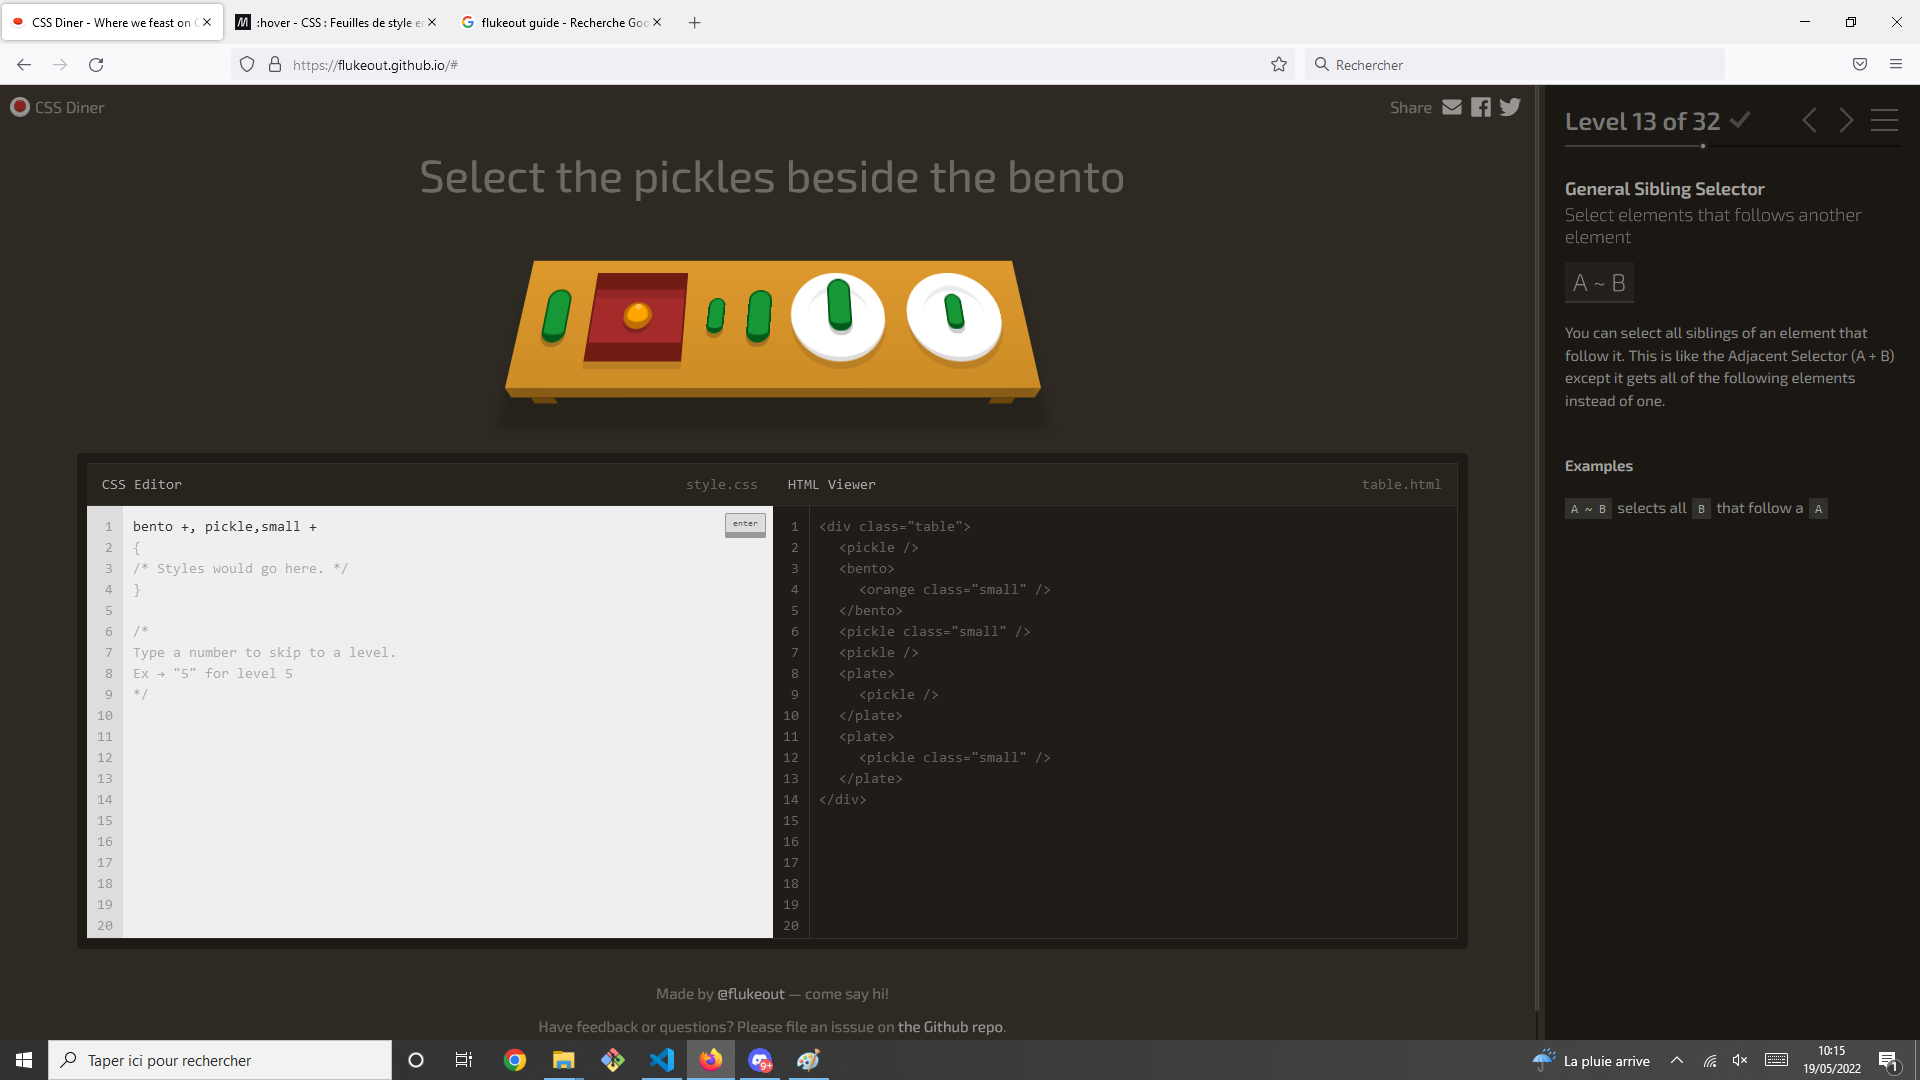 CSS Diner - Where we feast on C
:hover - CSS : Feuilles de style e
flukeout guide - Recherche Goo
https://flukeout.github.io/#
Rechercher
CSS Diner
Share
Select the pickles beside the bento
CSS Editor
style.css
HTML Viewer
table.html
enter
1 bento +, pickle,small +
2 {
3 /* Styles would go here. */
4 }
5
6 /*
7 Type a number to skip to a level.
8 Ex → "5" for level 5
9 */
10
11
12
13
14
15
16
17
18
19
20
1 <div class="table">
2 <pickle />
3 <bento>
4 <orange class="small" />
5 </bento>
6 <pickle class="small" />
7 <pickle />
8 <plate>
9 <pickle />
10 </plate>
11 <plate>
12 <pickle class="small" />
13 </plate>
14 </div>
15
16
17
18
19
20
Made by @flukeout — come say hi!
Have feedback or questions? Please file an isssue on the Github repo.
Level 13 of 32
General Sibling Selector
Select elements that follows another
element
A ~ B
You can select all siblings of an element that
follow it. This is like the Adjacent Selector (A + B)
except it gets all of the following elements
instead of one.
Examples
A ~ B selects all B that follow a A
Taper ici pour rechercher
9+
La pluie arrive
10:15
19/05/2022
1